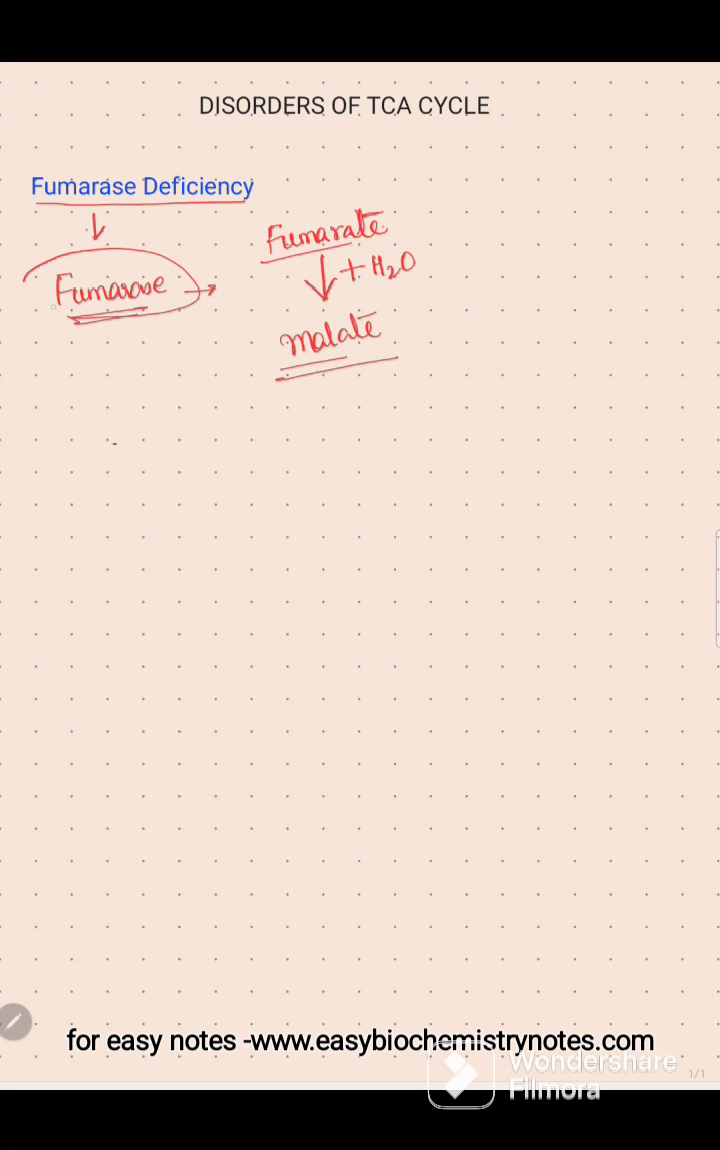 DISORDERS OF TCA CYCLE
Fumarase Deficiency
Fumarate
+ H₂O
Fumarase
malate
for easy notes -www.easybiochemistrynotes.com
Wondershare
Filmora
1/1